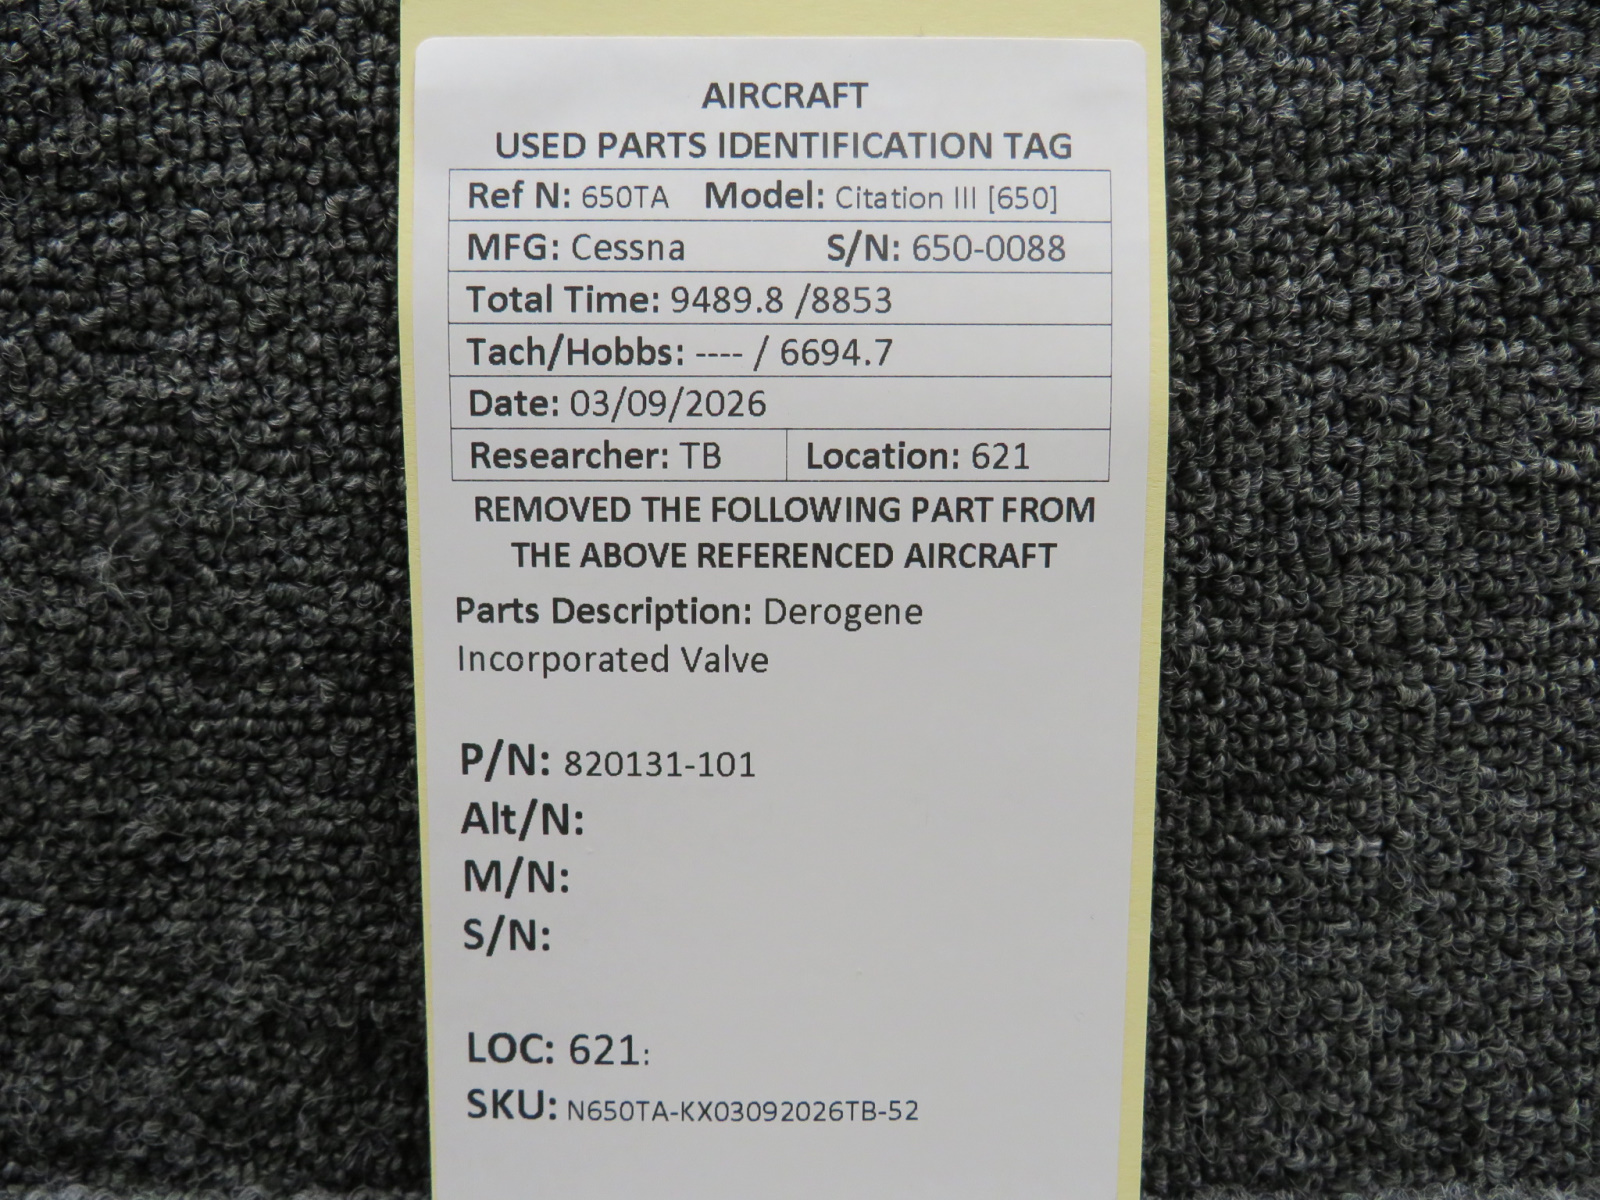 AIRCRAFT
USED PARTS IDENTIFICATION TAG
Ref N: 650TA Model: Citation III [650]
MFG: Cessna S/N: 650-0088
Total Time: 9489.8 /8853
Tach/Hobbs: ---- / 6694.7
Date: 03/09/2026
Researcher: TB Location: 621
REMOVED THE FOLLOWING PART FROM
THE ABOVE REFERENCED AIRCRAFT
Parts Description: Derogene
Incorporated Valve
P/N: 820131-101
Alt/N:
M/N:
S/N:
LOC: 621:
SKU: N650TA-KX03092026TB-52